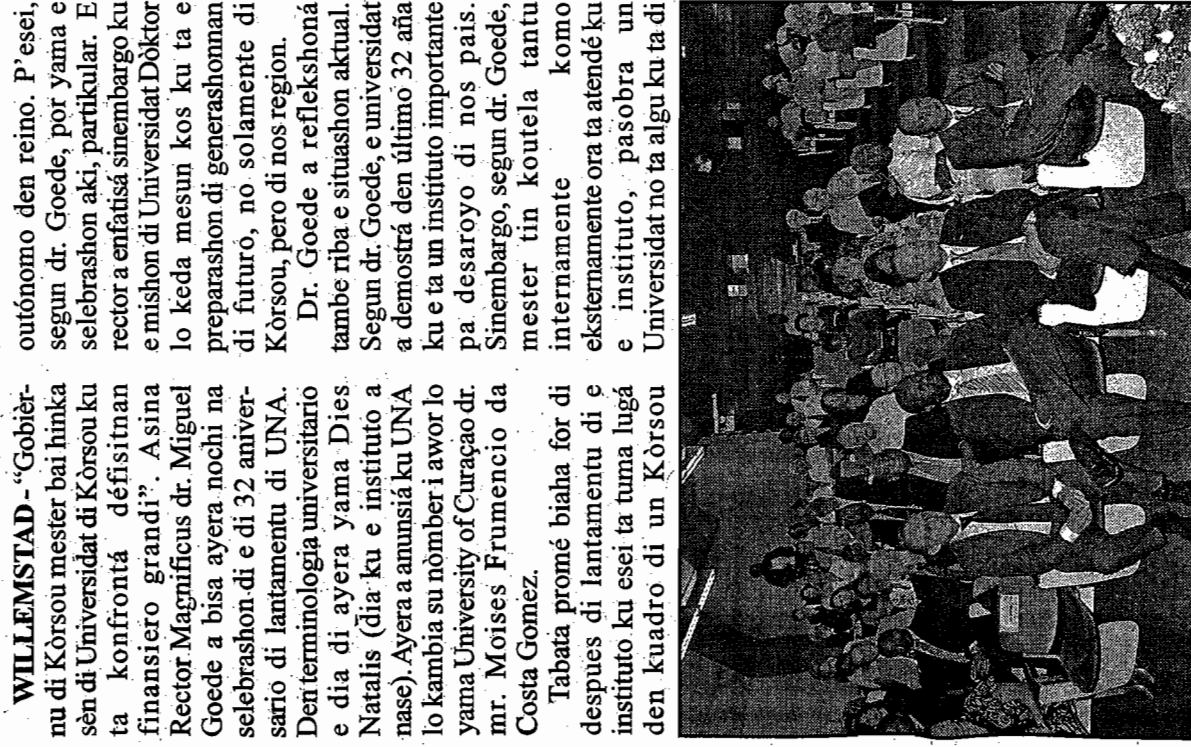 WILLEMSTAD - “Gobièr-
nu di Kòrsou mester bai hinka
sèn di Universidat di Kòrsou ku
ta konfrontá défisitnan
finansiero grandi”. Asina
Rector Magnificus dr. Miguel
Goede a bisa ayera nochi na
selebrashon di e di 32 aniver-
sario di lantamentu di UNA.
Den terminologia universitario
e dia di ayera yama Dies
Natalis (dia ku e instituto a
nase). Ayera a anunsiá ku UNA
lo kambia su nòmber i awor lo
yama University of Curaçao dr.
mr. Moises Frumencio da
Costa Gomez.
Tabata promé biaha for di
despues di lantamentu di e
instituto ku esei ta tuma lugá
den kuadro di un Kòrsou
outónomo den reino. P'esei,
segun dr. Goede, por yama e
selebrashon aki, partikular. E
rector a enfatisá sinembargo ku
e mishon di Universidat Dòktor
lo keda mesun kos ku ta e
preparashon di generashonnan
di futuro, no solamente di
Kòrsou, pero di nos region.
Dr. Goede a reflekshoná
tambe riba e situashon aktual.
Segun dr. Goede, e universidat
a demostrá den último 32 aña
ku e ta un instituto importante
pa desaroyo di nos pais.
Sinembargo, segun dr. Goede,
mester tin koutela tantu
internamente komo
eksternamente ora ta atendé ku
e instituto, pasobra un
Universidat no ta algu ku ta di